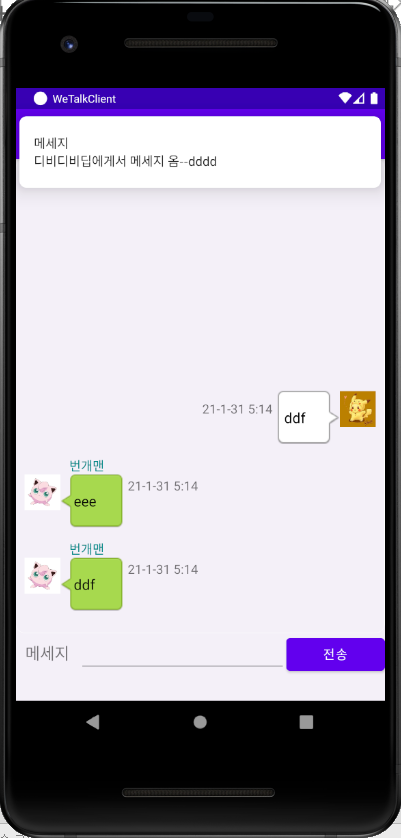 WeTalkClient
메세지
디비디비딥에게서 메세지 옴--dddd
21-1-31 5:14
ddf
번개맨
eee
21-1-31 5:14
번개맨
ddf
21-1-31 5:14
메세지
전송